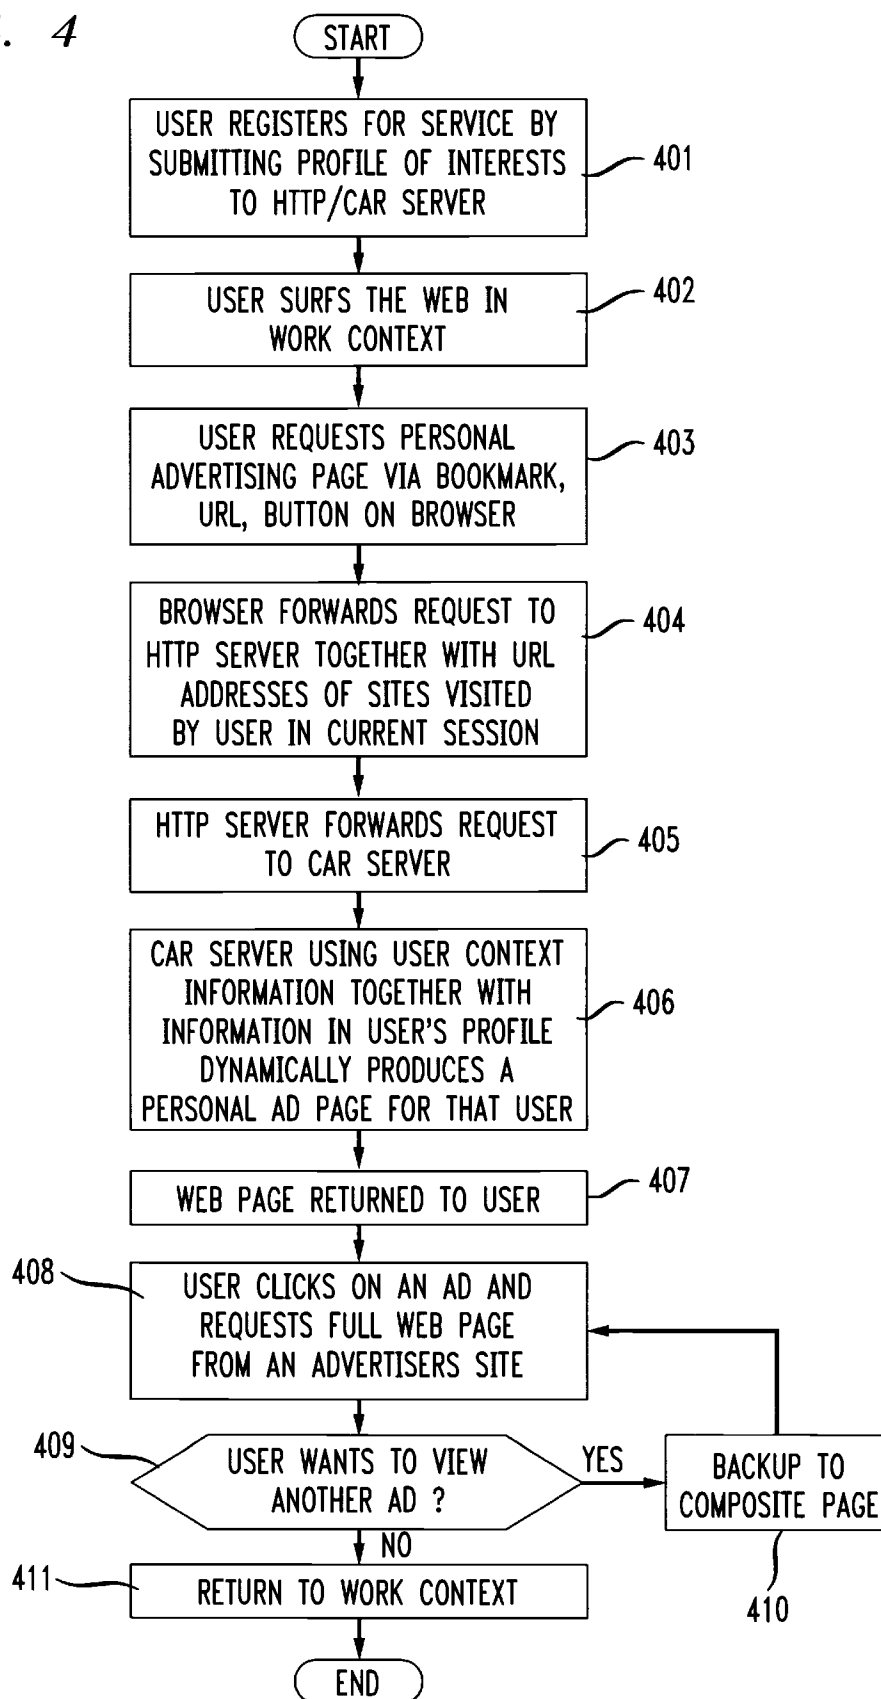 . 4
START
USER REGISTERS FOR SERVICE BY
SUBMITTING PROFILE OF INTERESTS
TO HTTP/CAR SERVER
401
USER SURFS THE WEB IN
WORK CONTEXT
402
USER REQUESTS PERSONAL
ADVERTISING PAGE VIA BOOKMARK,
URL, BUTTON ON BROWSER
403
BROWSER FORWARDS REQUEST TO
HTTP SERVER TOGETHER WITH URL
ADDRESSES OF SITES VISITED
BY USER IN CURRENT SESSION
404
HTTP SERVER FORWARDS REQUEST
TO CAR SERVER
405
CAR SERVER USING USER CONTEXT
INFORMATION TOGETHER WITH
INFORMATION IN USER'S PROFILE
DYNAMICALLY PRODUCES A
PERSONAL AD PAGE FOR THAT USER
406
WEB PAGE RETURNED TO USER
407
408
USER CLICKS ON AN AD AND
REQUESTS FULL WEB PAGE
FROM AN ADVERTISERS SITE
409
USER WANTS TO VIEW
ANOTHER AD ?
YES
BACKUP TO
COMPOSITE PAGE
410
NO
411
RETURN TO WORK CONTEXT
END